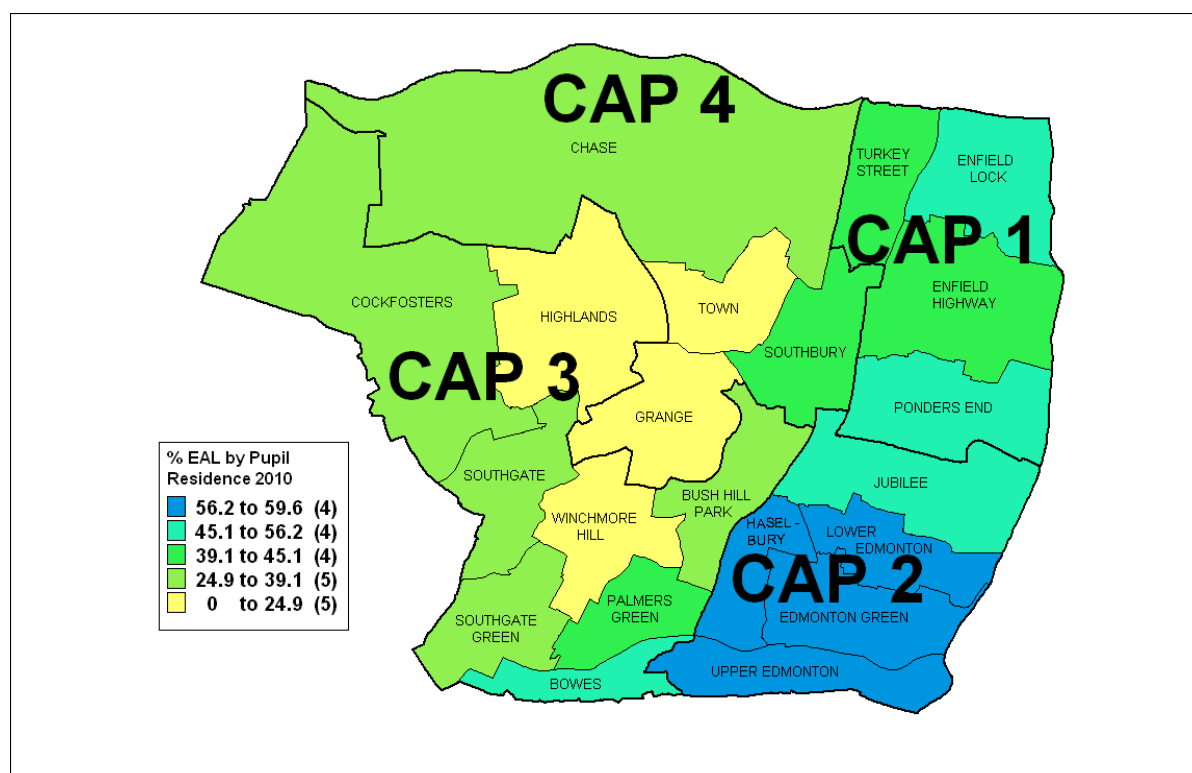 CAP 4
CHASE
TURKEY
STREET
ENFIELD
LOCK
CAP 1
COCKFOSTERS
HIGHLANDS
TOWN
ENFIELD
HIGHWAY
SOUTHBURY
CAP 3
GRANGE
PONDERS END
% EAL by Pupil
Residence 2010
56.2 to 59.6 (4)
45.1 to 56.2 (4)
39.1 to 45.1 (4)
24.9 to 39.1 (5)
0 to 24.9 (5)
SOUTHGATE
JUBILEE
BUSH HILL
PARK
WINCHMORE
HILL
HASEL -
BURY
LOWER
EDMONTON
CAP 2
PALMERS
GREEN
EDMONTON GREEN
SOUTHGATE
GREEN
UPPER EDMONTON
BOWES